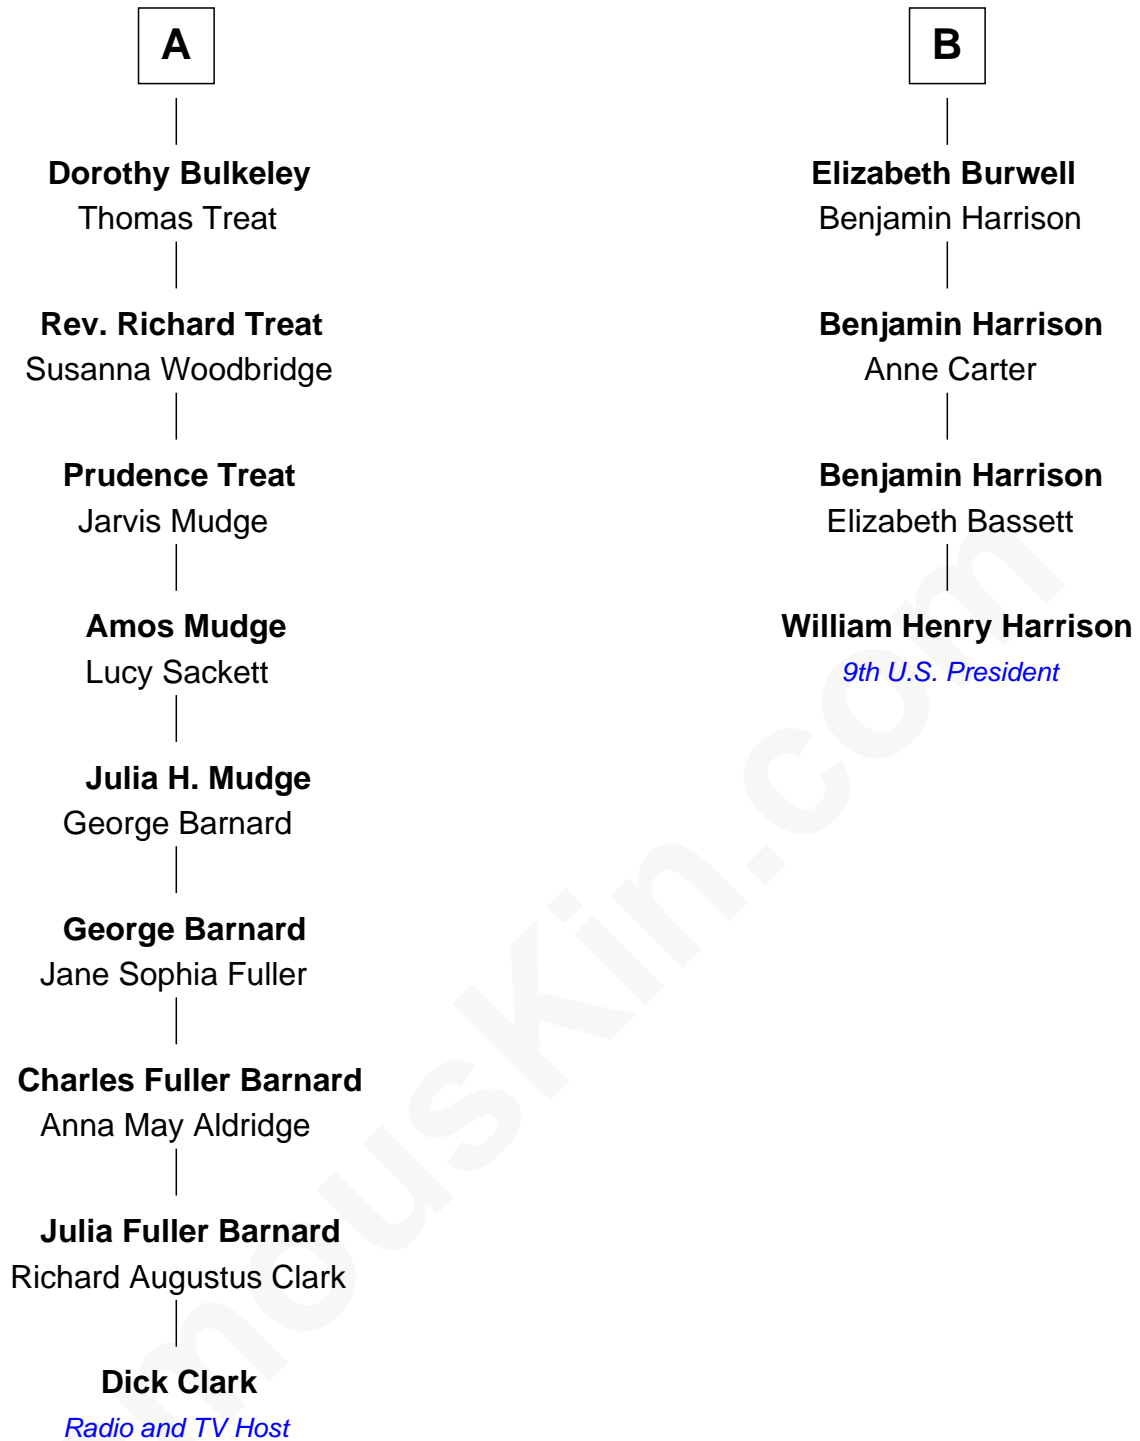 A
Dorothy Bulkeley
Thomas Treat
Rev. Richard Treat
Susanna Woodbridge
Prudence Treat
Jarvis Mudge
Amos Mudge
Lucy Sackett
Julia H. Mudge
George Barnard
George Barnard
Jane Sophia Fuller
Charles Fuller Barnard
Anna May Aldridge
Julia Fuller Barnard
Richard Augustus Clark
Dick Clark
Radio and TV Host
B
Elizabeth Burwell
Benjamin Harrison
Benjamin Harrison
Anne Carter
Benjamin Harrison
Elizabeth Bassett
William Henry Harrison
9th U.S. President
mousKin.com